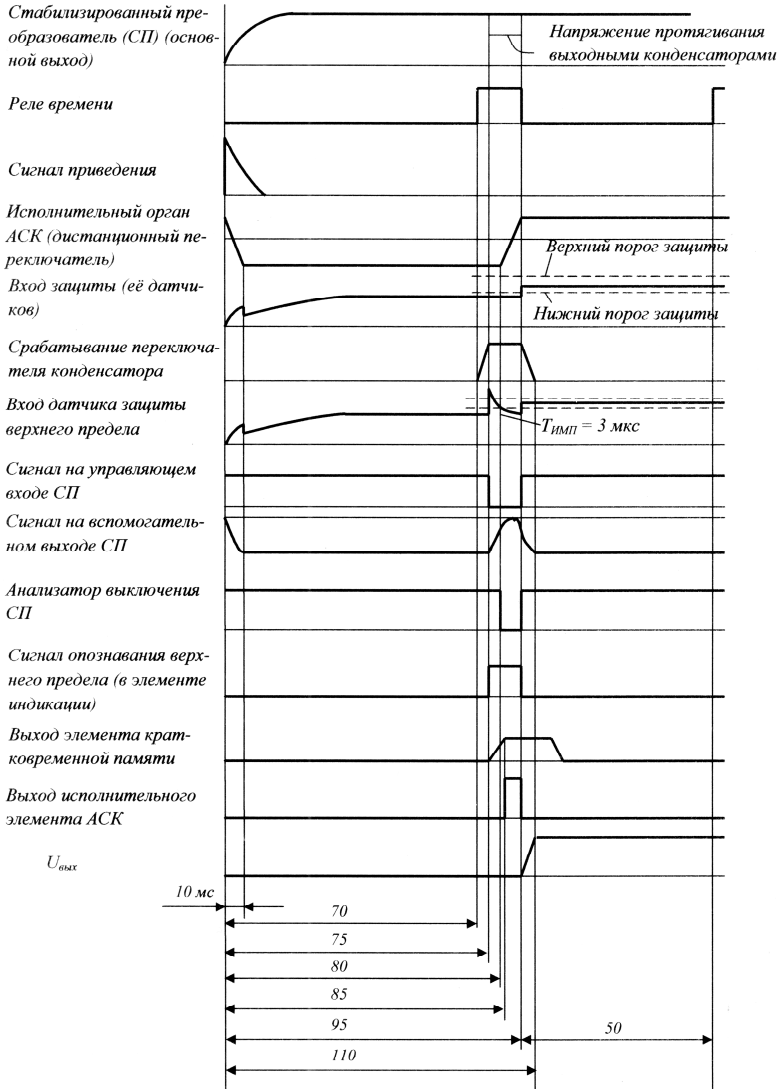 Стабилизированный пре-
образователь (СП) (основ-
ной выход)
Напряжение протягивания
выходными конденсаторами
Реле времени
Сигнал приведения
Исполнительный орган
АСК (дистанционный пе-
реключатель)
Верхний порог защиты
Вход защиты (её датчи-
ков)
Нижний порог защиты
Срабатывание переключа-
теля конденсатора
Вход датчика защиты
верхнего предела
TИМП = 3 мкс
Сигнал на управляющем
входе СП
Сигнал на вспомогатель-
ном выходе СП
Анализатор выключения
СП
Сигнал опознавания верх-
него предела (в элементе
индикации)
Выход элемента крат-
ковременной памяти
Выход исполнительного
элемента АСК
Uвых
10 мс
70
75
80
85
95
50
110